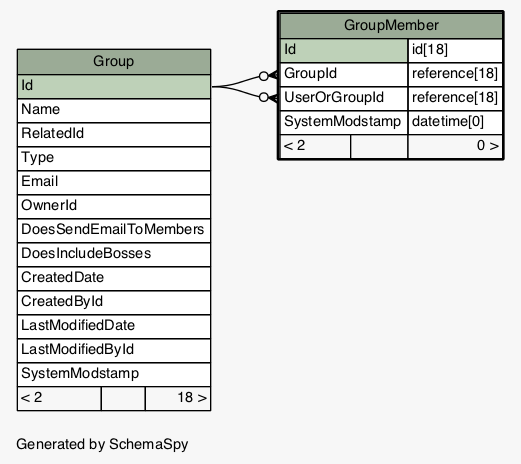 Group
Id
Name
RelatedId
Type
Email
OwnerId
DoesSendEmailToMembers
DoesIncludeBosses
CreatedDate
CreatedById
LastModifiedDate
LastModifiedById
SystemModstamp
< 2 18 >
GroupMember
Id id[18]
GroupId reference[18]
UserOrGroupId reference[18]
SystemModstamp datetime[0]
< 2 0 >
Generated by SchemaSpy